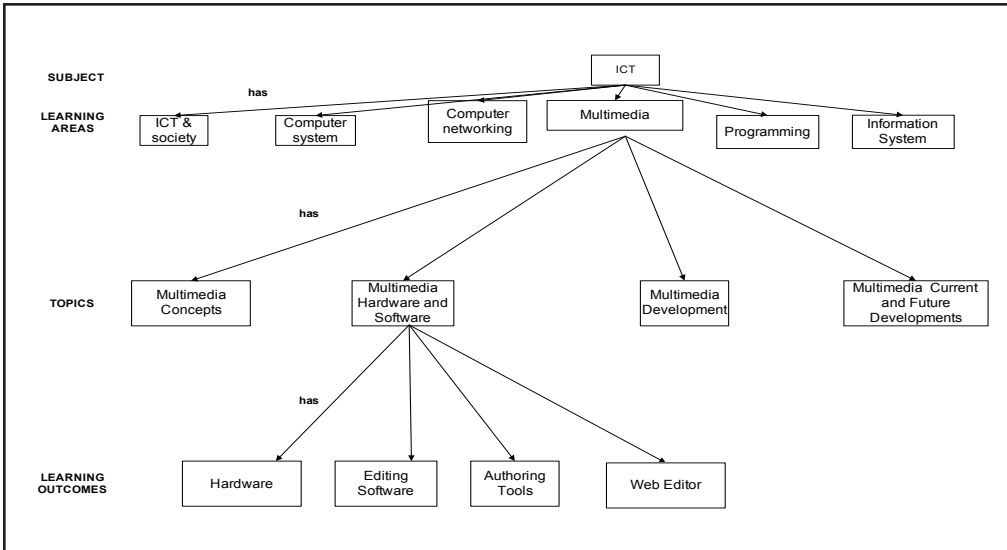 SUBJECT
ICT
has
LEARNING
AREAS
ICT &
society
Computer
system
Computer
networking
Multimedia
Programming
Information
System
has
TOPICS
Multimedia
Concepts
Multimedia
Hardware and
Software
Multimedia
Development
Multimedia Current
and Future
Developments
has
LEARNING
OUTCOMES
Hardware
Editing
Software
Authoring
Tools
Web Editor